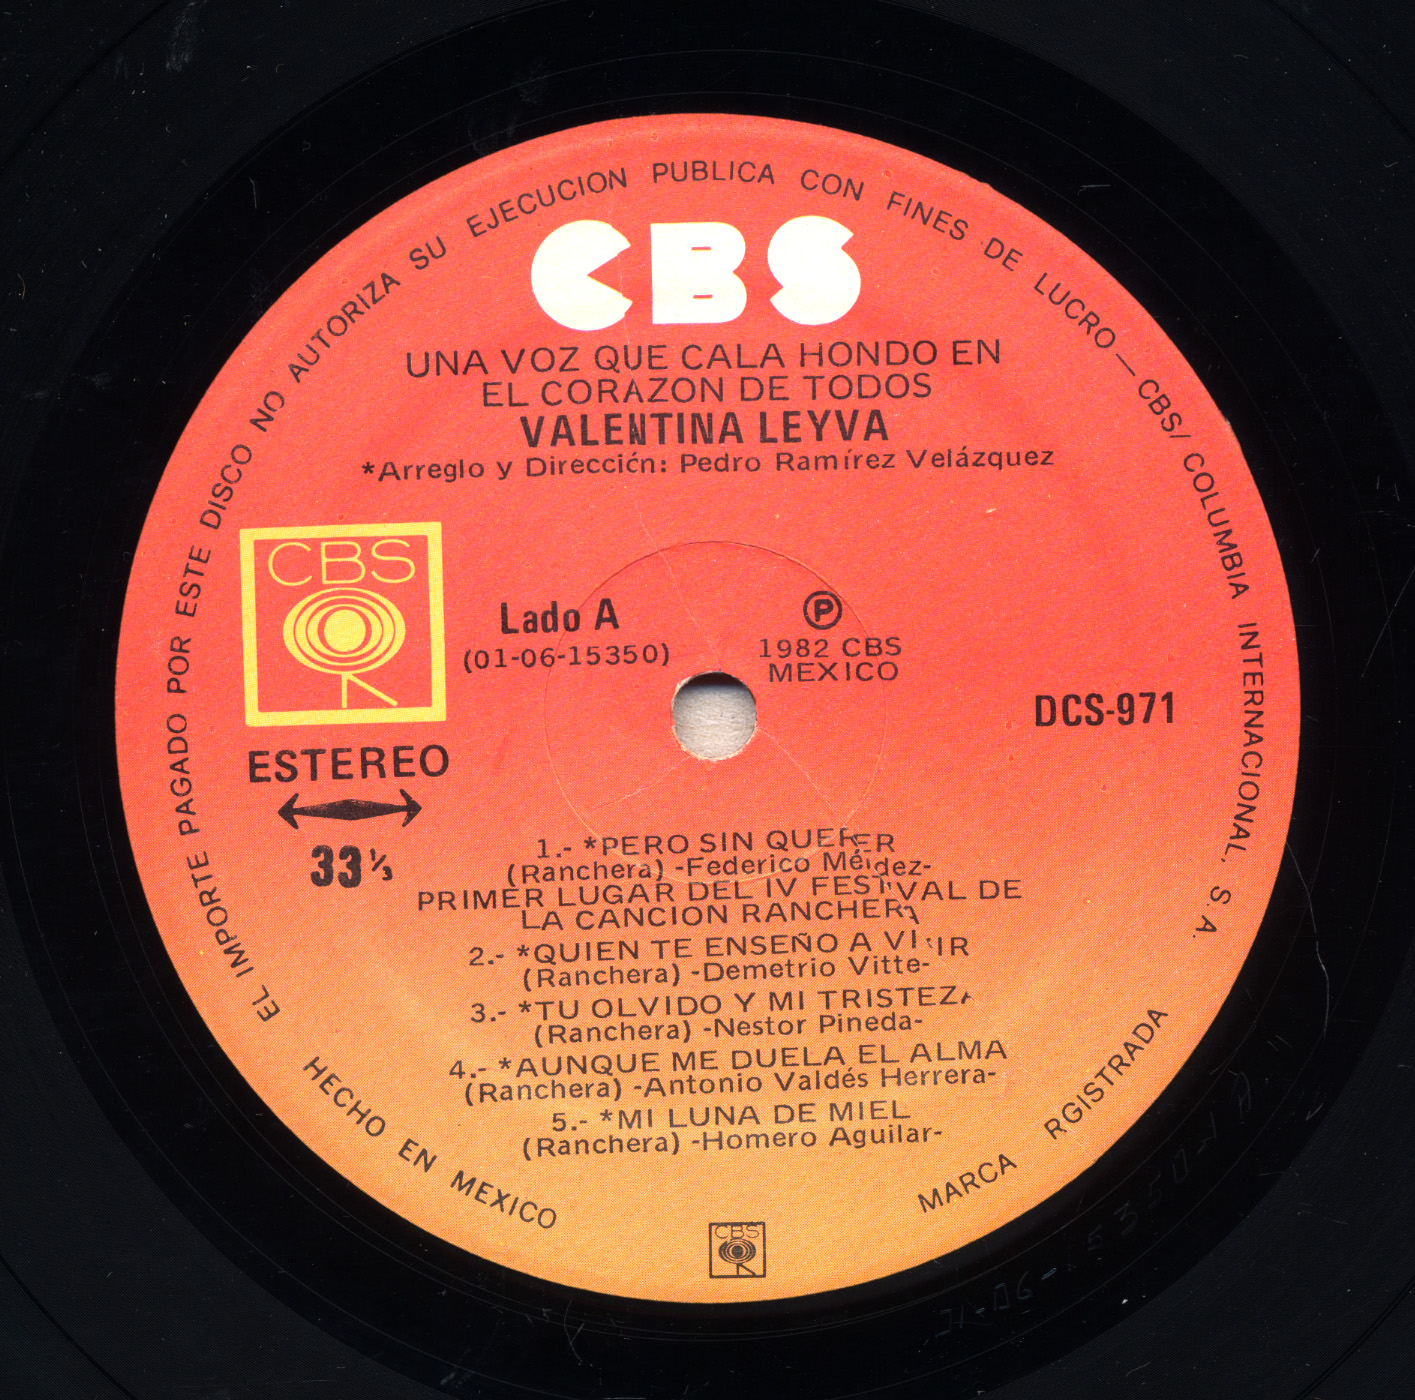 EL IMPORTE PAGADO POR ESTE DISCO NO AUTORIZA SU EJECUCION PUBLICA CON FINES DE LUCRO — CBS/ COLUMBIA INTERNACIONAL, S. A.
CBS
UNA VOZ QUE CALA HONDO EN
EL CORAZON DE TODOS
VALENTINA LEYVA
*Arreglo y Dirección: Pedro Ramírez Velázquez
CBS
Lado A
(01-06-15350)
Ⓟ
1982 CBS
MEXICO
DCS-971
ESTEREO
33 ⅓
1.- *PERO SIN QUERER
(Ranchera) -Federico Méndez-
PRIMER LUGAR DEL IV FESTIVAL DE
LA CANCION RANCHERA
2.- *QUIEN TE ENSEÑO A VIVIR
(Ranchera) -Demetrio Vitte-
3.- *TU OLVIDO Y MI TRISTEZA
(Ranchera) -Nestor Pineda-
4.- *AUNQUE ME DUELA EL ALMA
(Ranchera) -Antonio Valdés Herrera-
5.- *MI LUNA DE MIEL
(Ranchera) -Homero Aguilar-
HECHO EN MEXICO
CBS
MARCA RGISTRADA